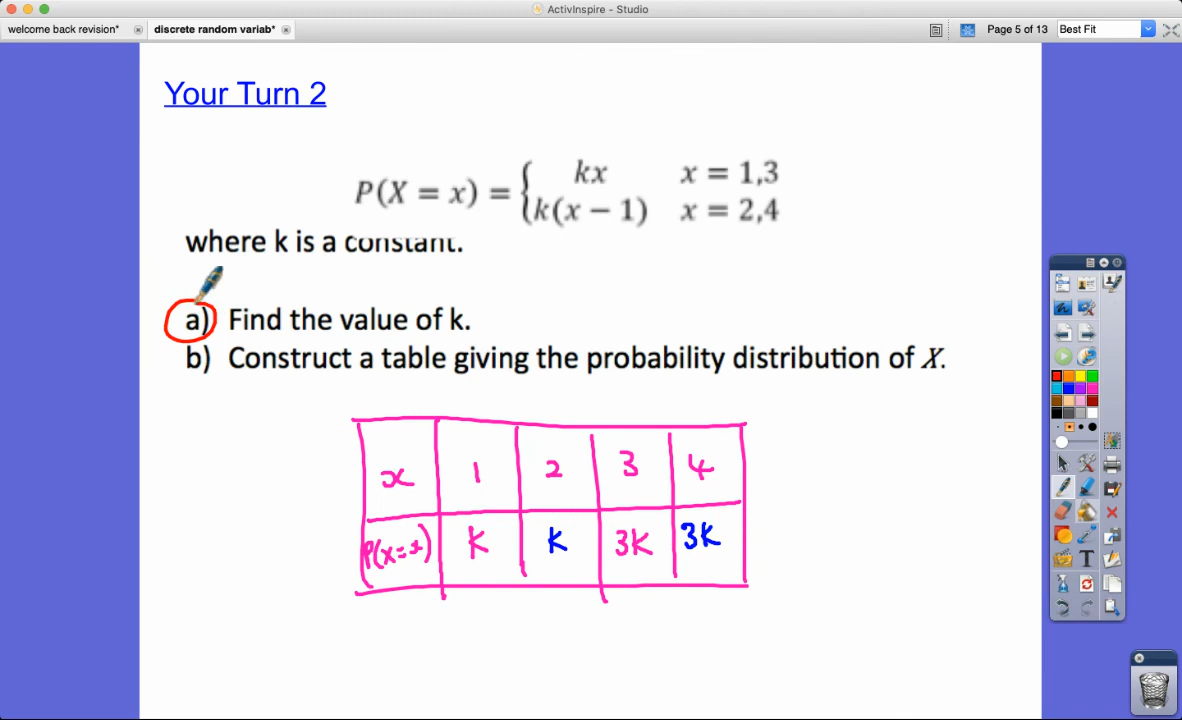 ActivInspire - Studio
welcome back revision*
discrete random variab*
Page 5 of 13
Best Fit
Your Turn 2
P(X = x) = { kx x = 1,3
k(x − 1) x = 2,4
where k is a constant.
a) Find the value of k.
b) Construct a table giving the probability distribution of X.
x 1 2 3 4
P(X=x) K K 3K 3K